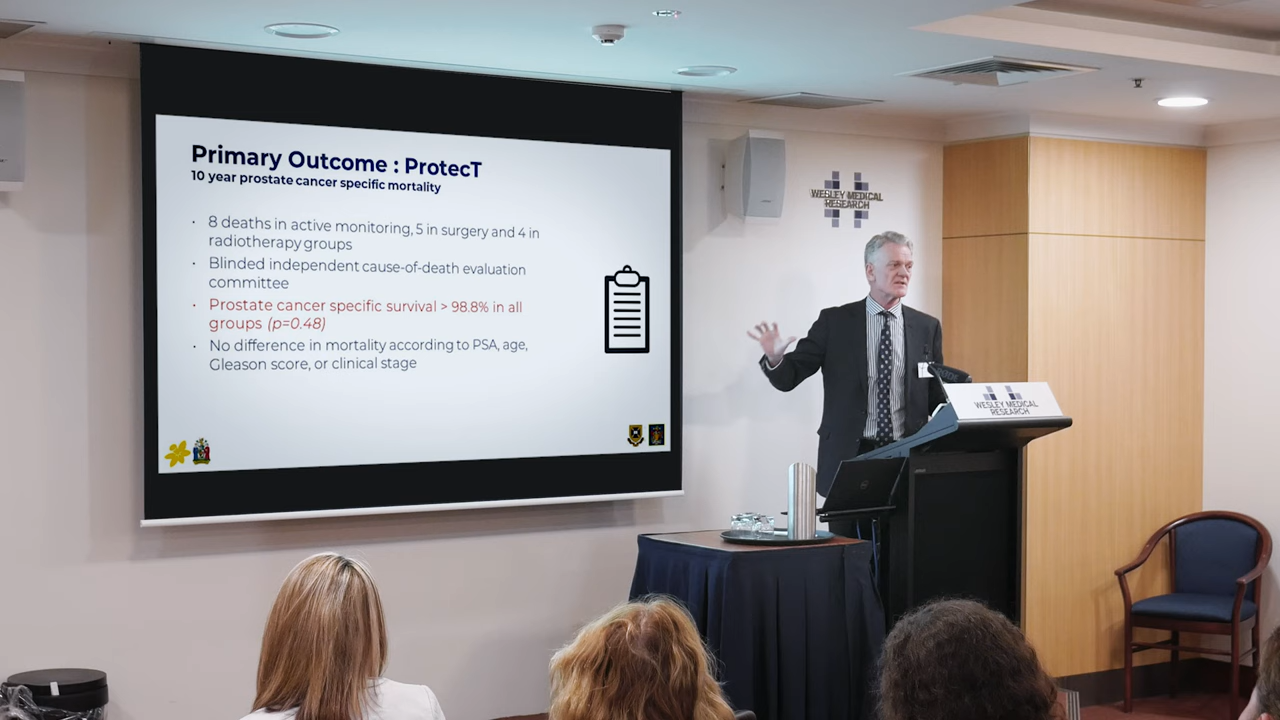 Primary Outcome : ProtecT
10 year prostate cancer specific mortality
· 8 deaths in active monitoring, 5 in surgery and 4 in
radiotherapy groups
· Blinded independent cause-of-death evaluation
committee
· Prostate cancer specific survival > 98.8% in all
groups (p=0.48)
· No difference in mortality according to PSA, age,
Gleason score, or clinical stage
WESLEY MEDICAL
RESEARCH
WESLEY MEDICAL
RESEARCH